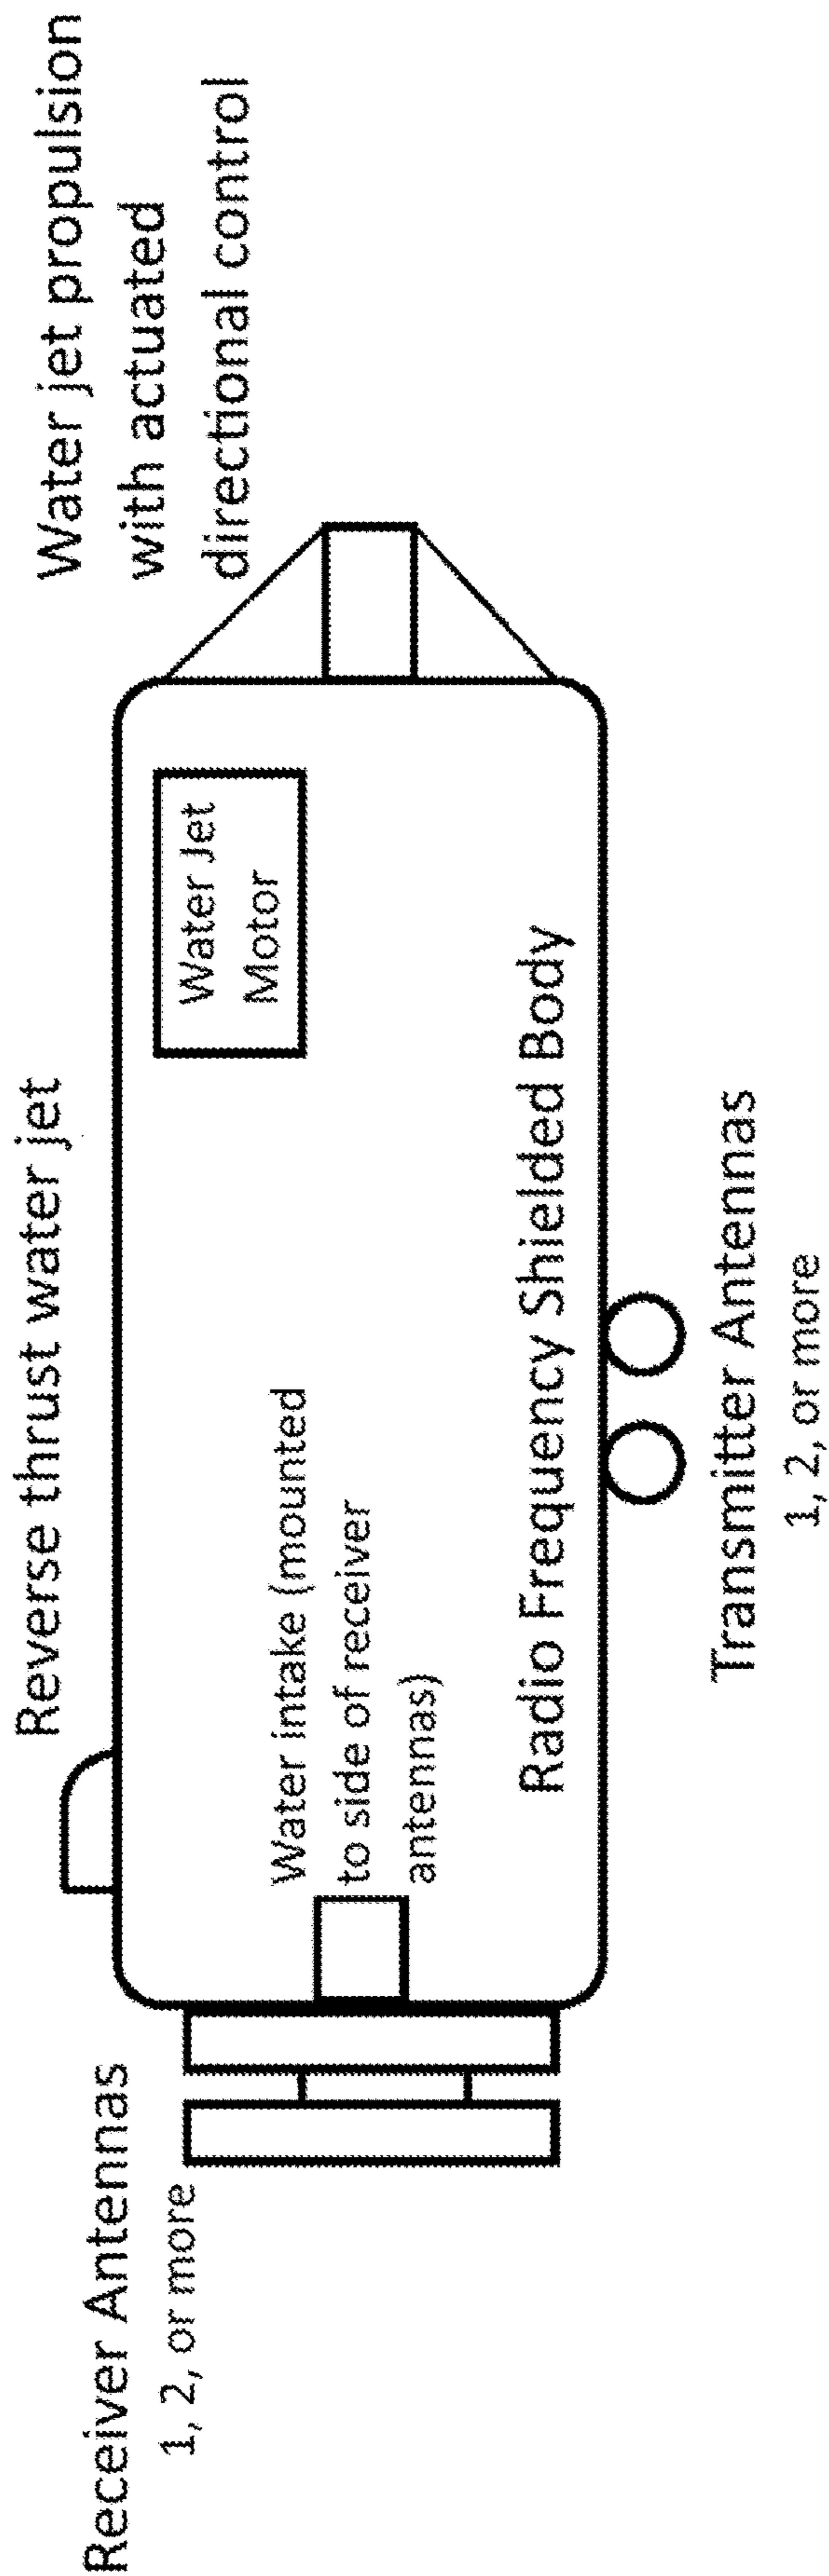 Receiver Antennas
1, 2, or more
Reverse thrust water jet
Water jet propulsion
with actuated
directional control
Water intake (mounted
to side of receiver
antennas)
Water Jet
Motor
Radio Frequency Shielded Body
Transmitter Antennas
1, 2, or more